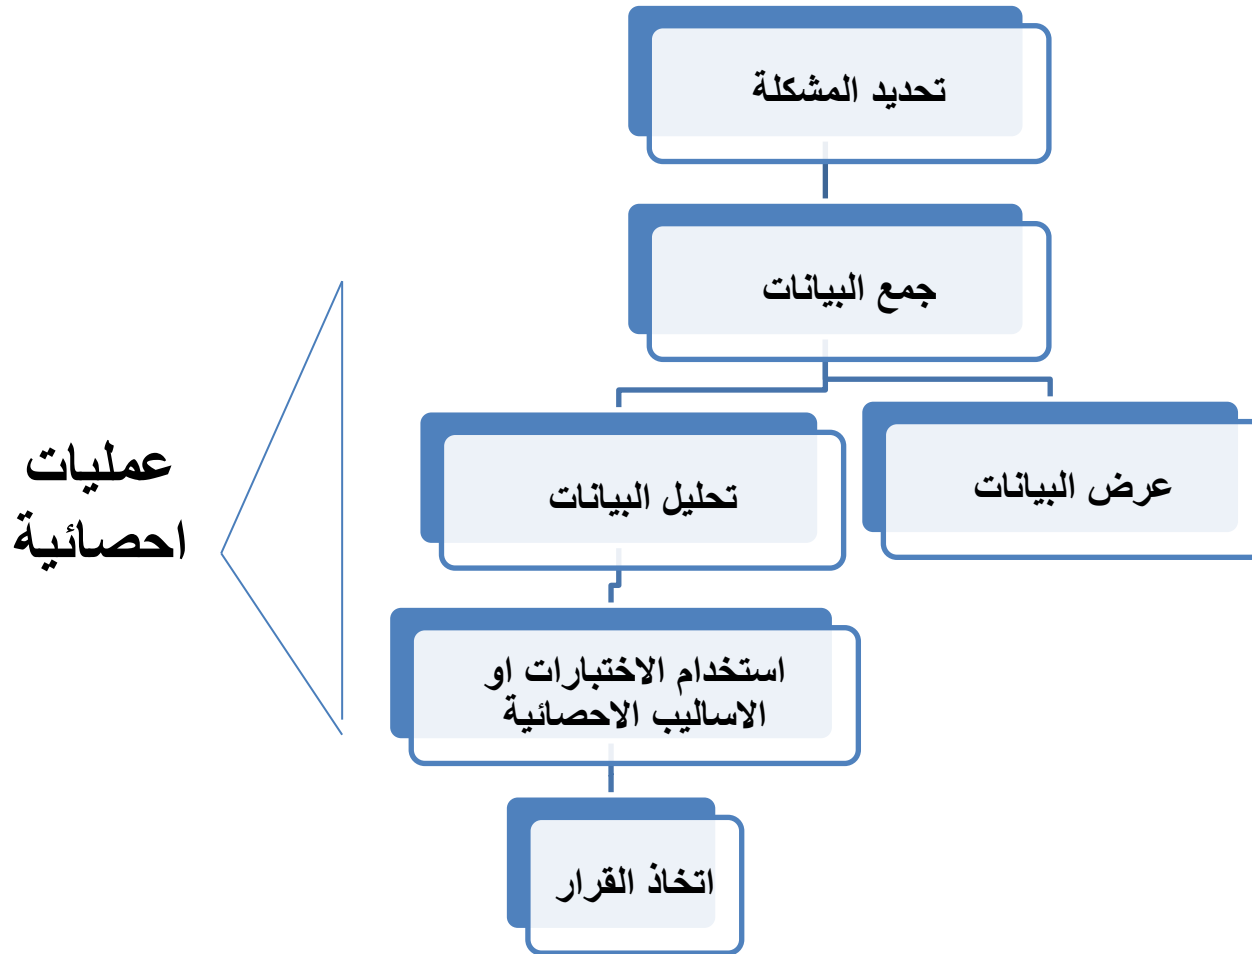 تحديد المشكلة
جمع البيانات
عرض البيانات
تحليل البيانات
استخدام الاختبارات او
الاساليب الاحصائية
اتخاذ القرار
عمليات
احصائية